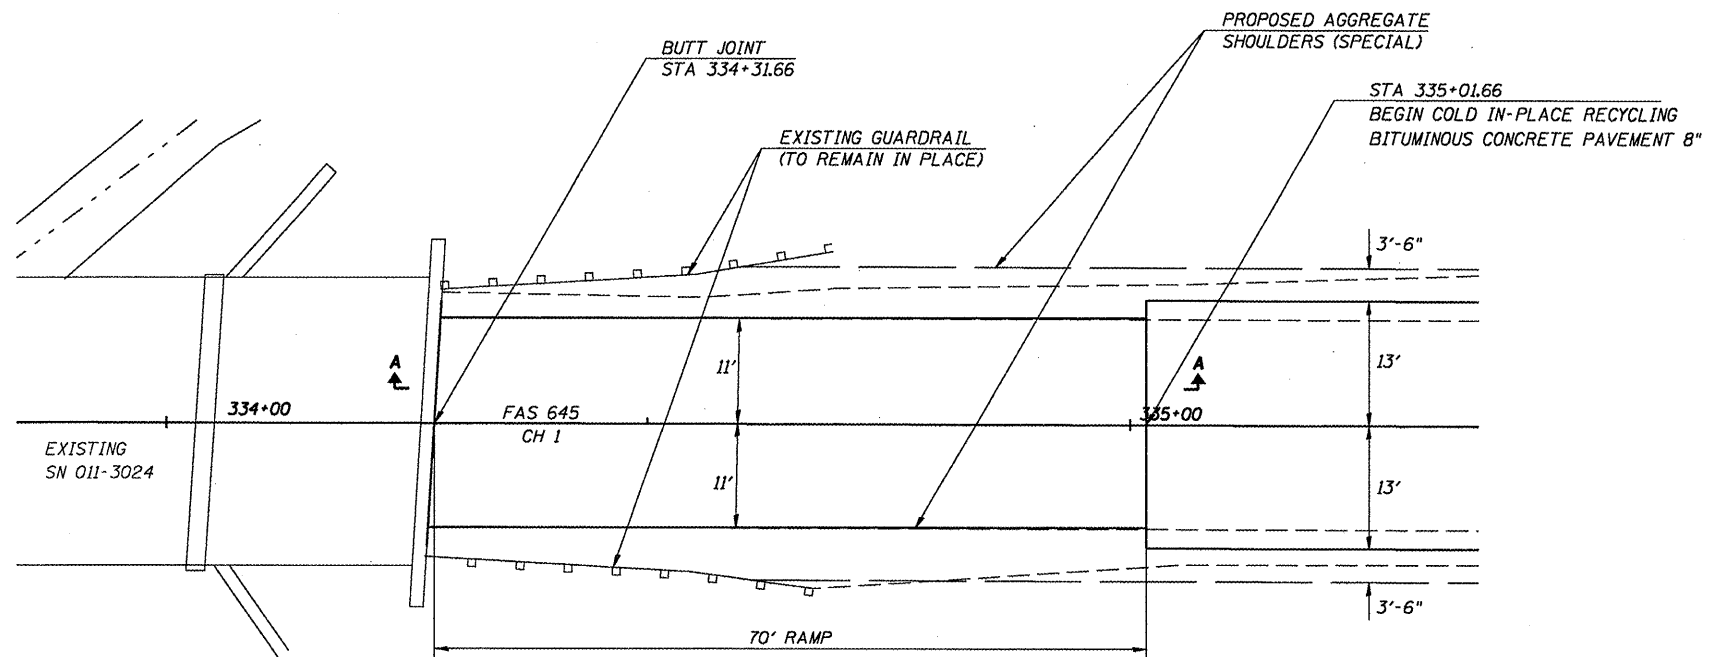 PROPOSED AGGREGATE
SHOULDERS (SPECIAL)
BUTT JOINT
STA 334+31.66
STA 335+01.66
BEGIN COLD IN-PLACE RECYCLING
BITUMINOUS CONCRETE PAVEMENT 8"
EXISTING GUARDRAIL
(TO REMAIN IN PLACE)
3'-6"
11'
13'
A
A
334+00
FAS 645
CH 1
335+00
EXISTING
SN 011-3024
11'
13'
3'-6"
70' RAMP